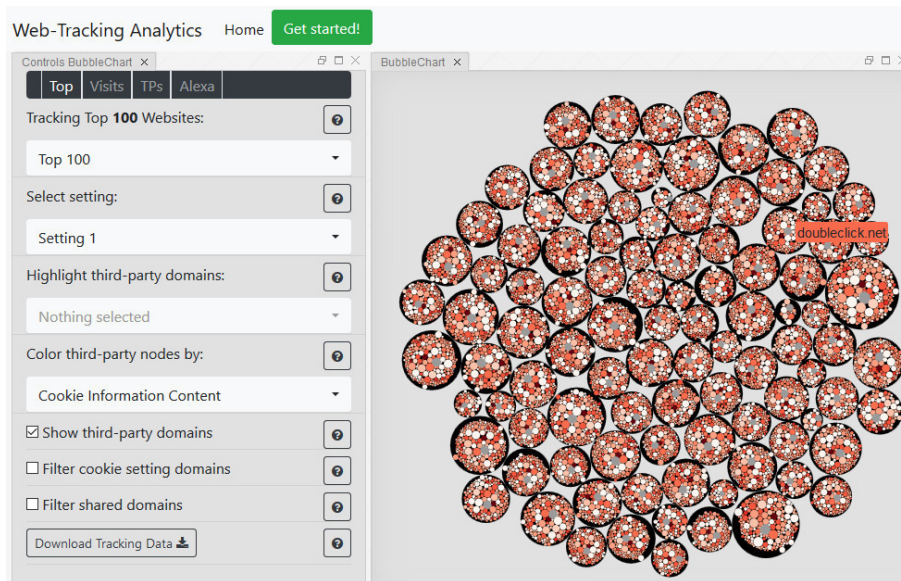 Web-Tracking Analytics Home Get started!
Controls BubbleChart
BubbleChart
Top Visits TPs Alexa
Tracking Top 100 Websites:
Top 100
Select setting:
Setting 1
Highlight third-party domains:
Nothing selected
Color third-party nodes by:
Cookie Information Content
Show third-party domains
Filter cookie setting domains
Filter shared domains
Download Tracking Data
doubleclick.net